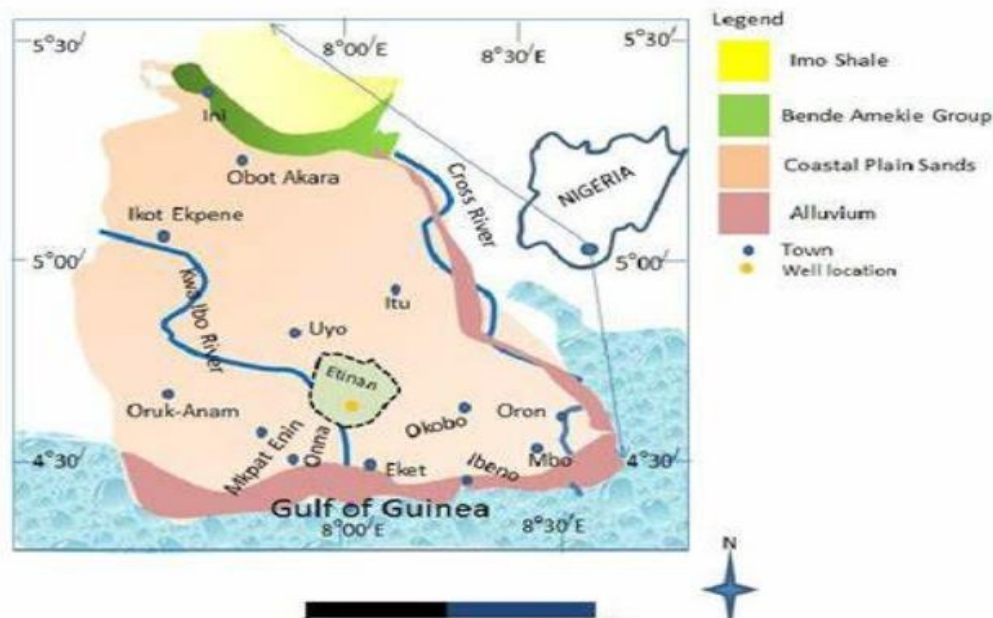 Legend
5°30'
8°00'E
8°30'E
5°30'
Imo Shale
Bende Amekie Group
Coastal Plain Sands
Alluvium
Town
Well location
Ini
Obot Akara
Cross River
NIGERIA
Ikot Ekpene
5°00'
5°00'
Kwa Ibo River
Itu
Uyo
Etinan
Oruk-Anam
Mkpat Enin
Onna
Okobo
Oron
4°30'
Eket
Ibeno
Mbo
4°30'
Gulf of Guinea
8°00'E
8°30'E
N